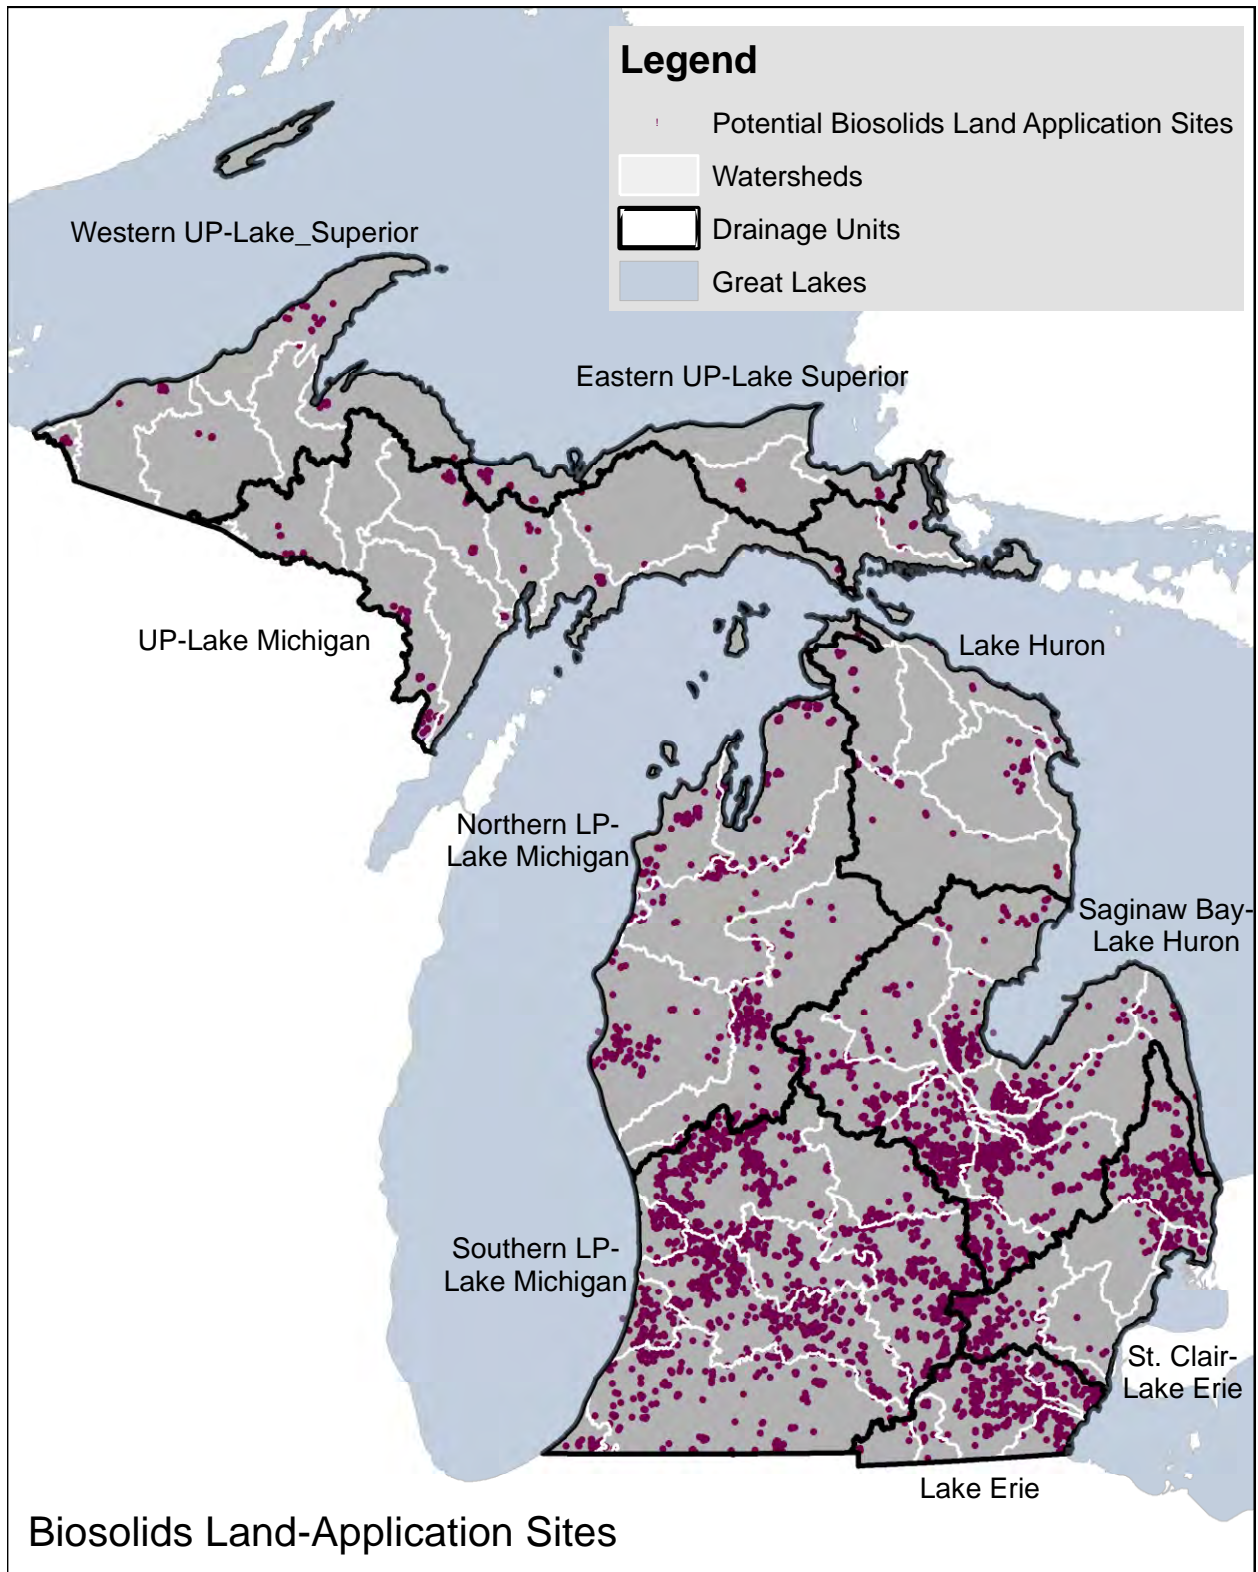 Legend
Potential Biosolids Land Application Sites
Watersheds
Drainage Units
Great Lakes
Western UP-Lake_Superior
Eastern UP-Lake Superior
UP-Lake Michigan
Lake Huron
Northern LP-
Lake Michigan
Saginaw Bay-
Lake Huron
Southern LP-
Lake Michigan
St. Clair-
Lake Erie
Lake Erie
Biosolids Land-Application Sites